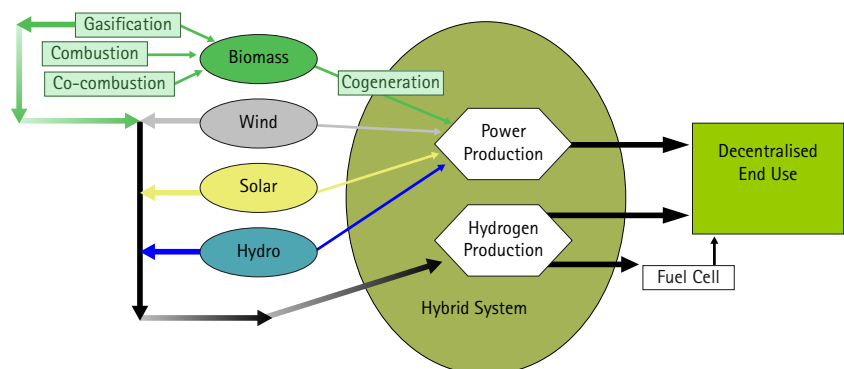 Gasification
Combustion
Co-combustion
Biomass
Cogeneration
Wind
Solar
Hydro
Power
Production
Hydrogen
Production
Hybrid System
Decentralised
End Use
Fuel Cell